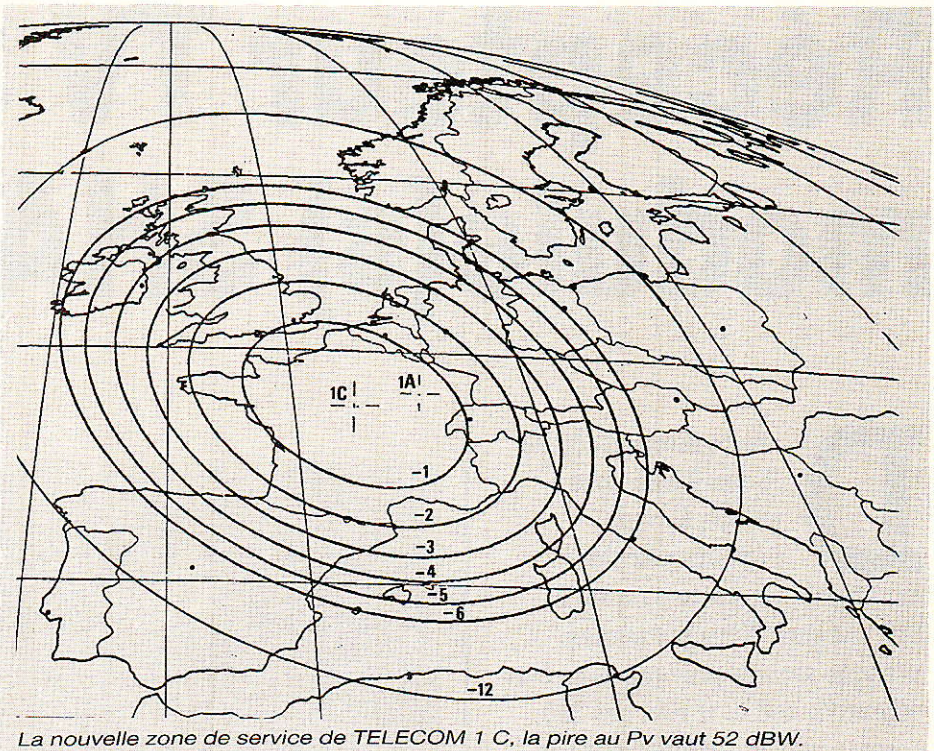 1C
1A
-1
-2
-3
-4
-5
-6
-12
La nouvelle zone de service de TELECOM 1 C, la pire au Pv vaut 52 dBW.